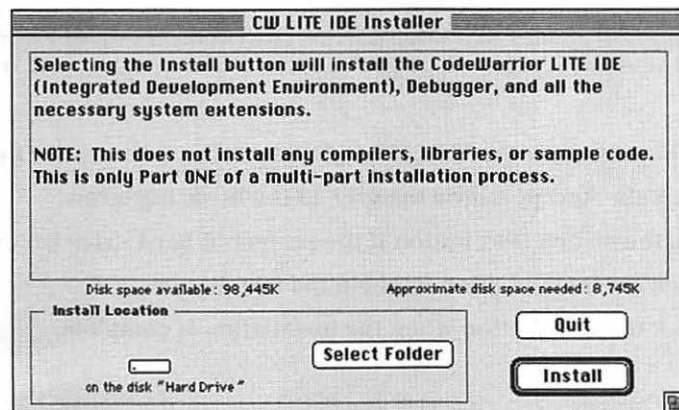 CW LITE IDE Installer
Selecting the Install button will install the CodeWarrior LITE IDE
(Integrated Development Environment), Debugger, and all the
necessary system extensions.
NOTE: This does not install any compilers, libraries, or sample code.
This is only Part ONE of a multi-part installation process.
Disk space available: 98,445K Approximate disk space needed: 8,745K
Install Location
Quit
Select Folder
on the disk "Hard Drive"
Install